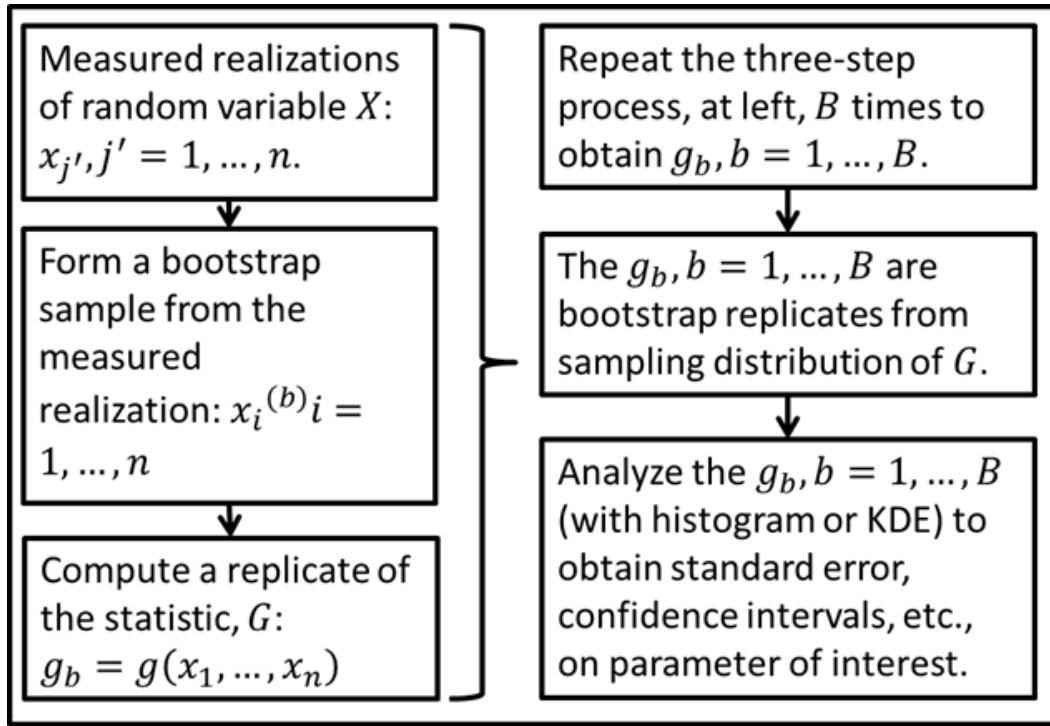 Measured realizations
of random variable X:
x_{j′}, j′ = 1, …, n.
Form a bootstrap
sample from the
measured
realization: x_i^{(b)} i =
1, …, n
Compute a replicate of
the statistic, G:
g_b = g(x_1, …, x_n)
Repeat the three-step
process, at left, B times to
obtain g_b, b = 1, …, B.
The g_b, b = 1, …, B are
bootstrap replicates from
sampling distribution of G.
Analyze the g_b, b = 1, …, B
(with histogram or KDE) to
obtain standard error,
confidence intervals, etc.,
on parameter of interest.